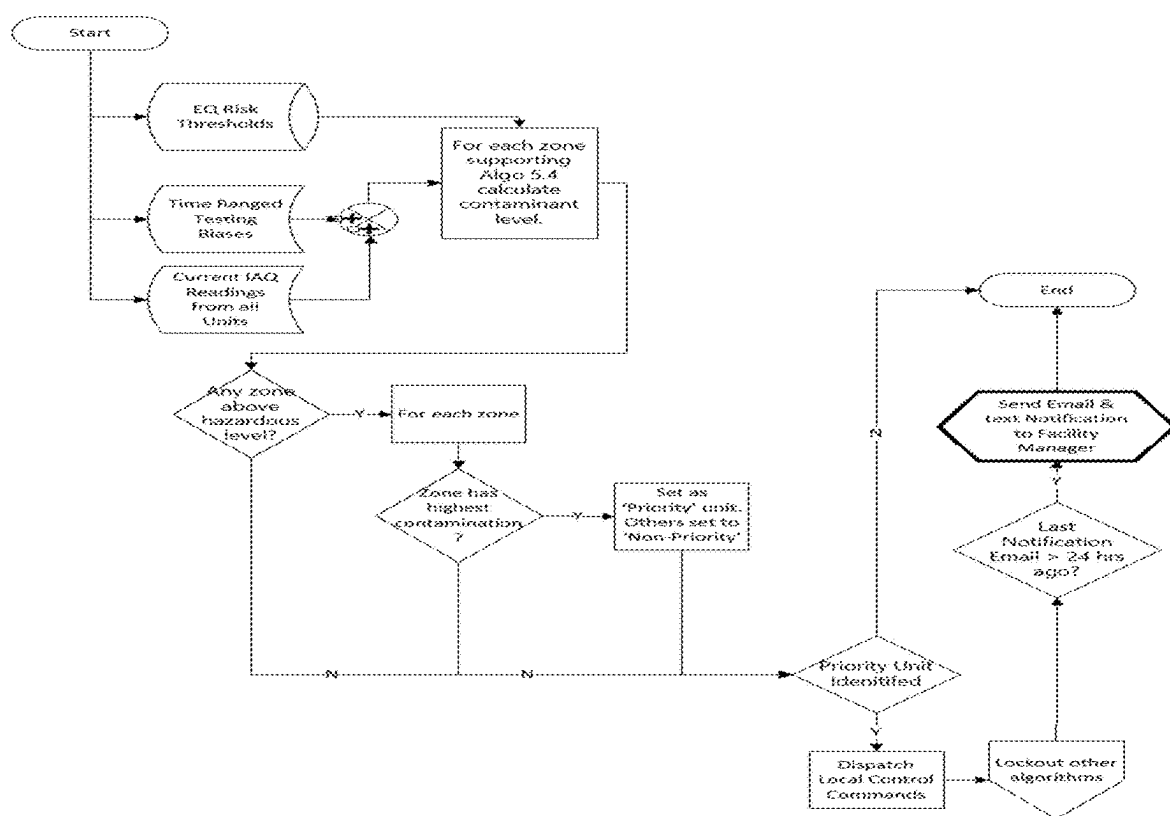 Start
EQ Risk
Thresholds
For each zone
supporting
Algo 5.4
calculate
contaminant
level.
Time Ranged
Testing
Biases
Current IAQ
Readings
from all
Units
End
Any zone
above
hazardous
level?
Y
For each zone
Send Email &
text Notification
to Facility
Manager
N
Zone has
highest
contamination
?
Y
Set as
'Priority' unit.
Others set to
'Non-Priority'
Y
Last
Notification
Email > 24 hrs
ago?
N
N
Priority Unit
Idenitifed
Y
Dispatch
Local Control
Commands
Lockout other
algorithms